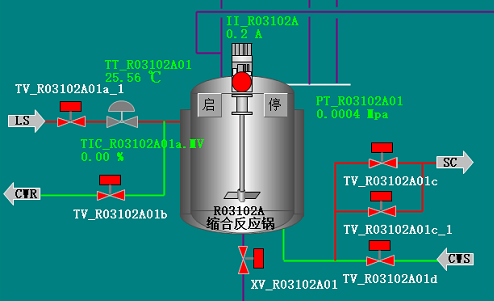 II_R03102A
0.2 A
TT_R03102A01
25.56 ℃
TV_R03102A01a_1
启
停
PT_R03102A01
0.0004 Mpa
LS
TIC_R03102A01a.MV
0.00 %
SC
TV_R03102A01c
CWR
TV_R03102A01b
R03102A
缩合反应锅
TV_R03102A01c_1
CWS
TV_R03102A01d
XV_R03102A01